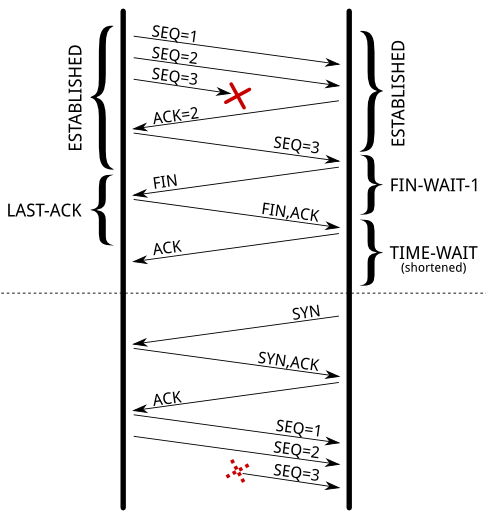 SEQ=1
SEQ=2
SEQ=3
ESTABLISHED
ESTABLISHED
ACK=2
SEQ=3
FIN
FIN-WAIT-1
LAST-ACK
FIN,ACK
ACK
TIME-WAIT
(shortened)
SYN
SYN,ACK
ACK
SEQ=1
SEQ=2
SEQ=3